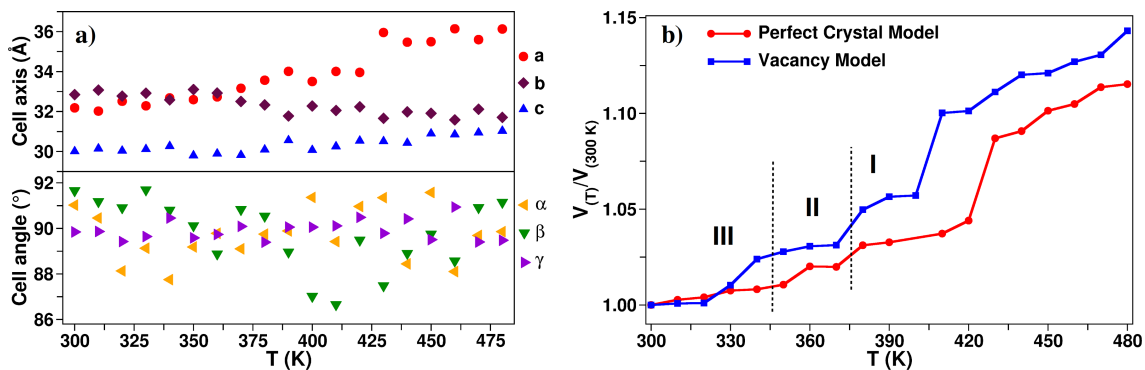 a)
Cell axis (Å)
36
34
32
30
a
b
c
Cell angle (°)
92
90
88
86
α
β
γ
300 325 350 375 400 425 450 475
T (K)
b)
Perfect Crystal Model
Vacancy Model
V(T)/V(300 K)
1.15
1.10
1.05
1.00
I
II
III
300 330 360 390 420 450 480
T (K)